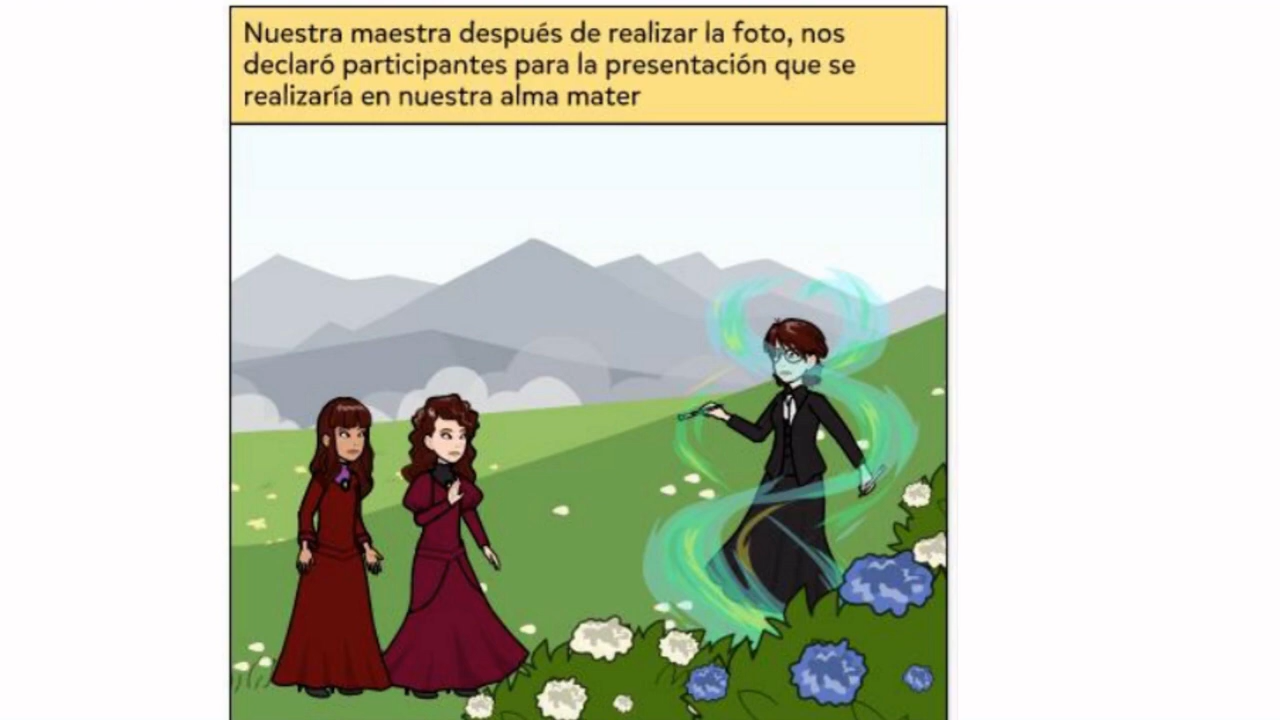 Nuestra maestra después de realizar la foto, nos
declaró participantes para la presentación que se
realizaría en nuestra alma mater